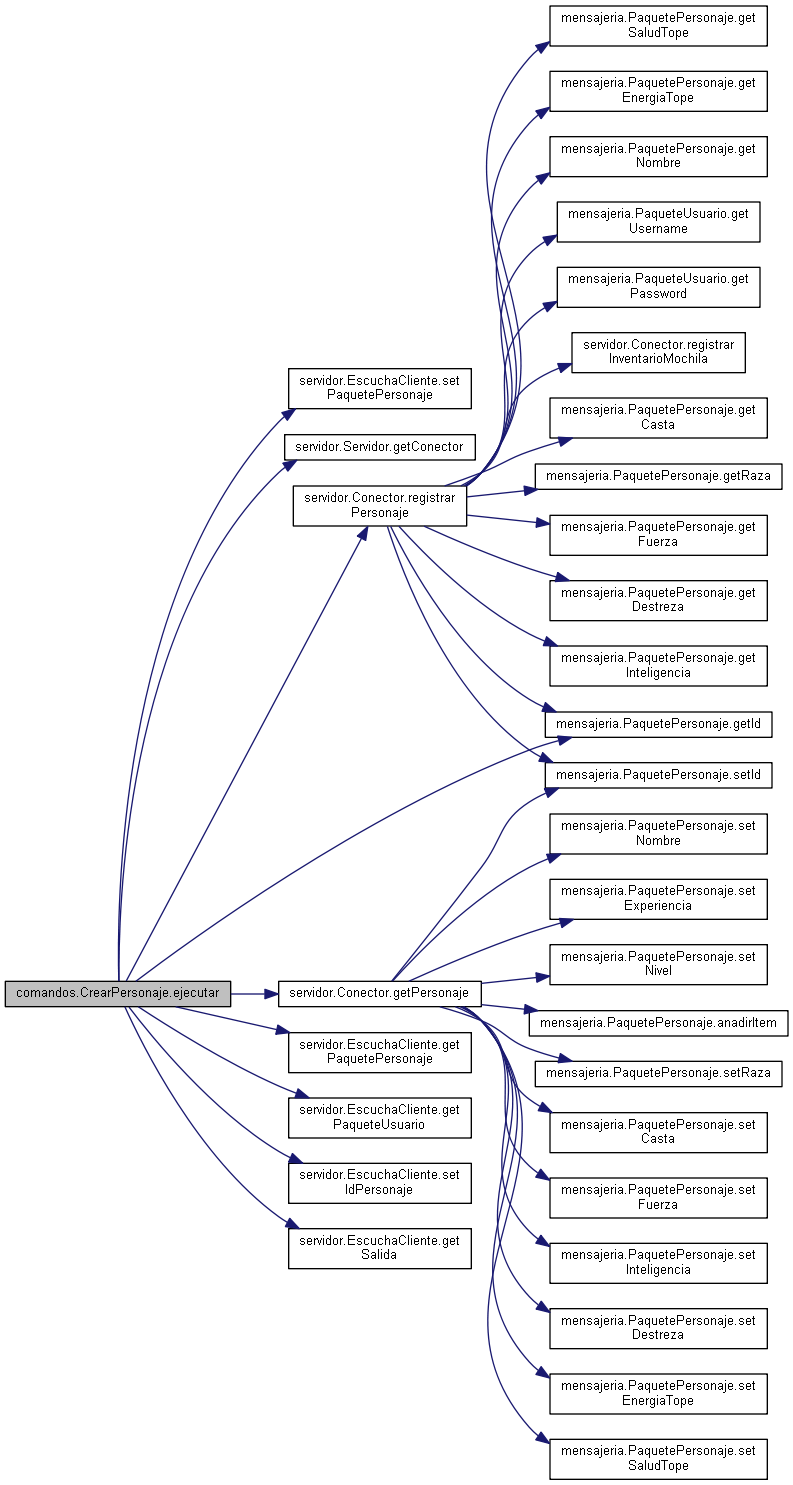 mensajeria.PaquetePersonaje.get
SaludTope
mensajeria.PaquetePersonaje.get
EnergiaTope
mensajeria.PaquetePersonaje.get
Nombre
mensajeria.PaqueteUsuario.get
Username
mensajeria.PaqueteUsuario.get
Password
servidor.Conector.registrar
InventarioMochila
servidor.EscuchaCliente.set
PaquetePersonaje
mensajeria.PaquetePersonaje.get
Casta
servidor.Servidor.getConector
mensajeria.PaquetePersonaje.getRaza
servidor.Conector.registrar
Personaje
mensajeria.PaquetePersonaje.get
Fuerza
mensajeria.PaquetePersonaje.get
Destreza
mensajeria.PaquetePersonaje.get
Inteligencia
mensajeria.PaquetePersonaje.getId
mensajeria.PaquetePersonaje.setId
mensajeria.PaquetePersonaje.set
Nombre
mensajeria.PaquetePersonaje.set
Experiencia
mensajeria.PaquetePersonaje.set
Nivel
comandos.CrearPersonaje.ejecutar
servidor.Conector.getPersonaje
mensajeria.PaquetePersonaje.anadirItem
servidor.EscuchaCliente.get
PaquetePersonaje
mensajeria.PaquetePersonaje.setRaza
servidor.EscuchaCliente.get
PaqueteUsuario
mensajeria.PaquetePersonaje.set
Casta
servidor.EscuchaCliente.set
IdPersonaje
mensajeria.PaquetePersonaje.set
Fuerza
servidor.EscuchaCliente.get
Salida
mensajeria.PaquetePersonaje.set
Inteligencia
mensajeria.PaquetePersonaje.set
Destreza
mensajeria.PaquetePersonaje.set
EnergiaTope
mensajeria.PaquetePersonaje.set
SaludTope